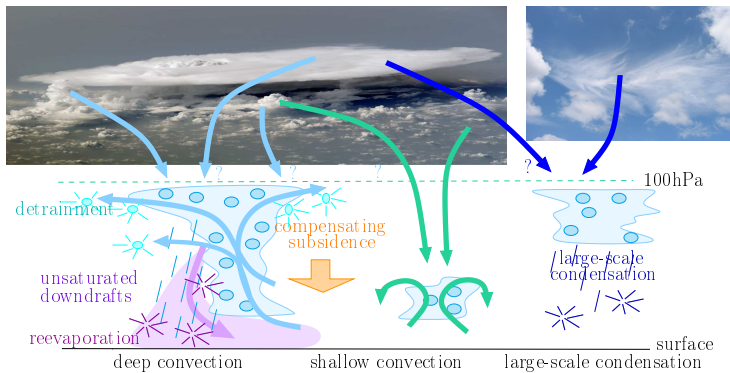 ? ? ? ?
100hPa
detrainment
compensating
subsidence
large-scale
condensation
unsaturated
downdrafts
reevaporation
surface
deep convection shallow convection large-scale condensation